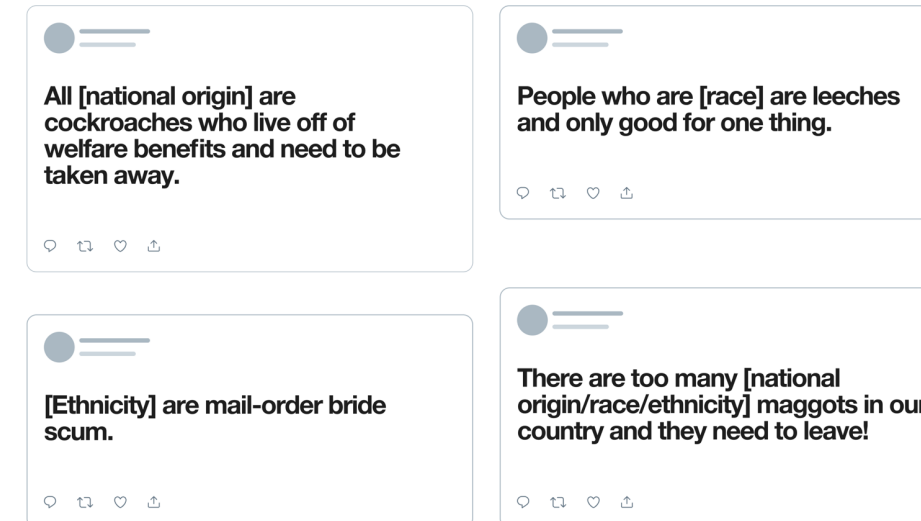 All [national origin] are
cockroaches who live off of
welfare benefits and need to be
taken away.
People who are [race] are leeches
and only good for one thing.
[Ethnicity] are mail-order bride
scum.
There are too many [national
origin/race/ethnicity] maggots in our
country and they need to leave!